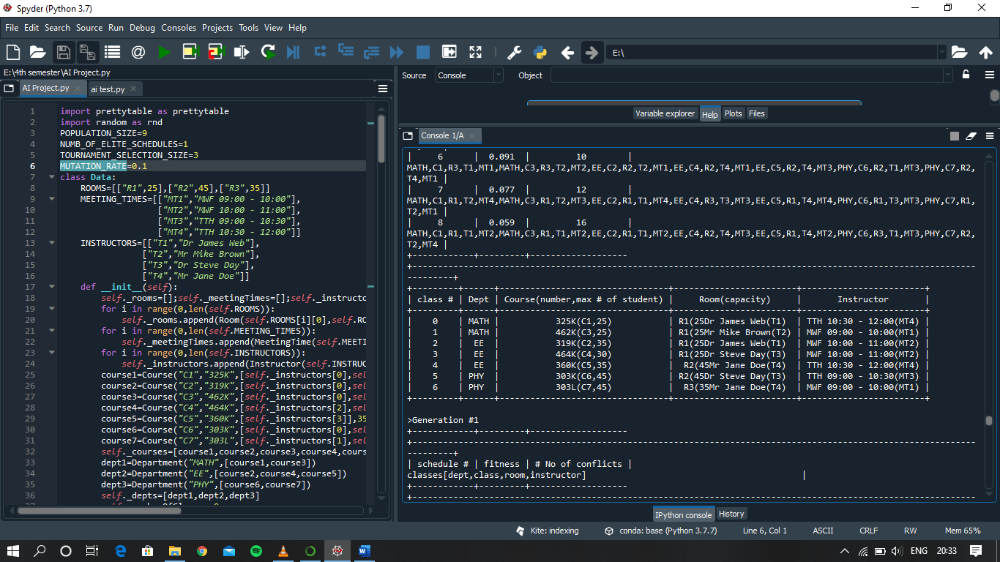 Spyder (Python 3.7)
File Edit Search Source Run Debug Consoles Projects Tools View Help
E:\
E:\4th semester\AI Project.py
AI Project.py
ai test.py
1 import prettytable as prettytable
2 import random as rnd
3 POPULATION_SIZE=9
4 NUMB_OF_ELITE_SCHEDULES=1
5 TOURNAMENT_SELECTION_SIZE=3
6 MUTATION_RATE=0.1
7 class Data:
8 ROOMS=[["R1",25],["R2",45],["R3",35]]
9 MEETING_TIMES=[["MT1","MWF 09:00 - 10:00"],
10 ["MT2","MWF 10:00 - 11:00"],
11 ["MT3","TTH 09:00 - 10:30"],
12 ["MT4","TTH 10:30 - 12:00"]]
13 INSTRUCTORS=[["T1","Dr James Web"],
14 ["T2","Mr Mike Brown"],
15 ["T3","Dr Steve Day"],
16 ["T4","Mr Jane Doe"]]
17 def __init__(self):
18 self._rooms=[];self._meetingTimes=[];self._instructo
19 for i in range(0,len(self.ROOMS)):
20 self._rooms.append(Room(self.ROOMS[i][0],self.RO
21 for i in range(0,len(self.MEETING_TIMES)):
22 self._meetingTimes.append(MeetingTime(self.MEETI
23 for i in range(0,len(self.INSTRUCTORS)):
24 self._instructors.append(Instructor(self.INSTRUC
25 course1=Course("C1","325K",[self._instructors[0],sel
26 course2=Course("C2","319K",[self._instructors[0],sel
27 course3=Course("C3","462K",[self._instructors[0],sel
28 course4=Course("C4","464K",[self._instructors[2],sel
29 course5=Course("C5","360K",[self._instructors[3]],35
30 course6=Course("C6","303K",[self._instructors[0],sel
31 course7=Course("C7","303L",[self._instructors[1],sel
32 self._courses=[course1,course2,course3,course4,cours
33 dept1=Department("MATH",[course1,course3])
34 dept2=Department("EE",[course2,course4,course5])
35 dept3=Department("PHY",[course6,course7])
36 self._depts=[dept1,dept2,dept3]
Source Console Object
Variable explorer Help Plots Files
Console 1/A
| 6 | 0.091 | 10 |
MATH,C1,R3,T1,MT1,MATH,C3,R3,T2,MT2,EE,C2,R2,T2,MT1,EE,C4,R2,T4,MT1,EE,C5,R2,T4,MT3,PHY,C6,R2,T1,MT3,PHY,C7,R2,
T4,MT1 |
| 7 | 0.077 | 12 |
MATH,C1,R1,T2,MT4,MATH,C3,R1,T2,MT4,EE,C2,R2,T1,MT2,EE,C4,R3,T3,MT3,EE,C5,R1,T4,MT4,PHY,C6,R1,T3,MT3,PHY,C7,R1,
T2,MT1 |
| 8 | 0.059 | 16 |
MATH,C1,R1,T1,MT2,MATH,C3,R1,T1,MT2,EE,C2,R1,T1,MT2,EE,C4,R2,T4,MT3,EE,C5,R1,T4,MT2,PHY,C6,R3,T1,MT3,PHY,C7,R2,
T2,MT4 |
| class # | Dept | Course(number,max # of student) | Room(capacity) | Instructor |
| 0 | MATH | 325K(C1,25) | R1(25Dr James Web(T1) | TTH 10:30 - 12:00(MT4) |
| 1 | MATH | 462K(C3,25) | R1(25Mr Mike Brown(T2) | MWF 09:00 - 10:00(MT1) |
| 2 | EE | 319K(C2,35) | R1(25Dr James Web(T1) | MWF 10:00 - 11:00(MT2) |
| 3 | EE | 464K(C4,30) | R1(25Dr Steve Day(T3) | MWF 10:00 - 11:00(MT2) |
| 4 | EE | 360K(C5,35) | R2(45Mr Jane Doe(T4) | TTH 10:30 - 12:00(MT4) |
| 5 | PHY | 303K(C6,45) | R2(45Dr Steve Day(T3) | TTH 09:00 - 10:30(MT3) |
| 6 | PHY | 303L(C7,45) | R3(35Mr Jane Doe(T4) | MWF 09:00 - 10:00(MT1) |
>Generation #1
| schedule # | fitness | # No of conflicts |
classes[dept,class,room,instructor] |
IPython console History
Kite: indexing conda: base (Python 3.7.7) Line 6, Col 1 ASCII CRLF RW Mem 65%
ENG 20:33